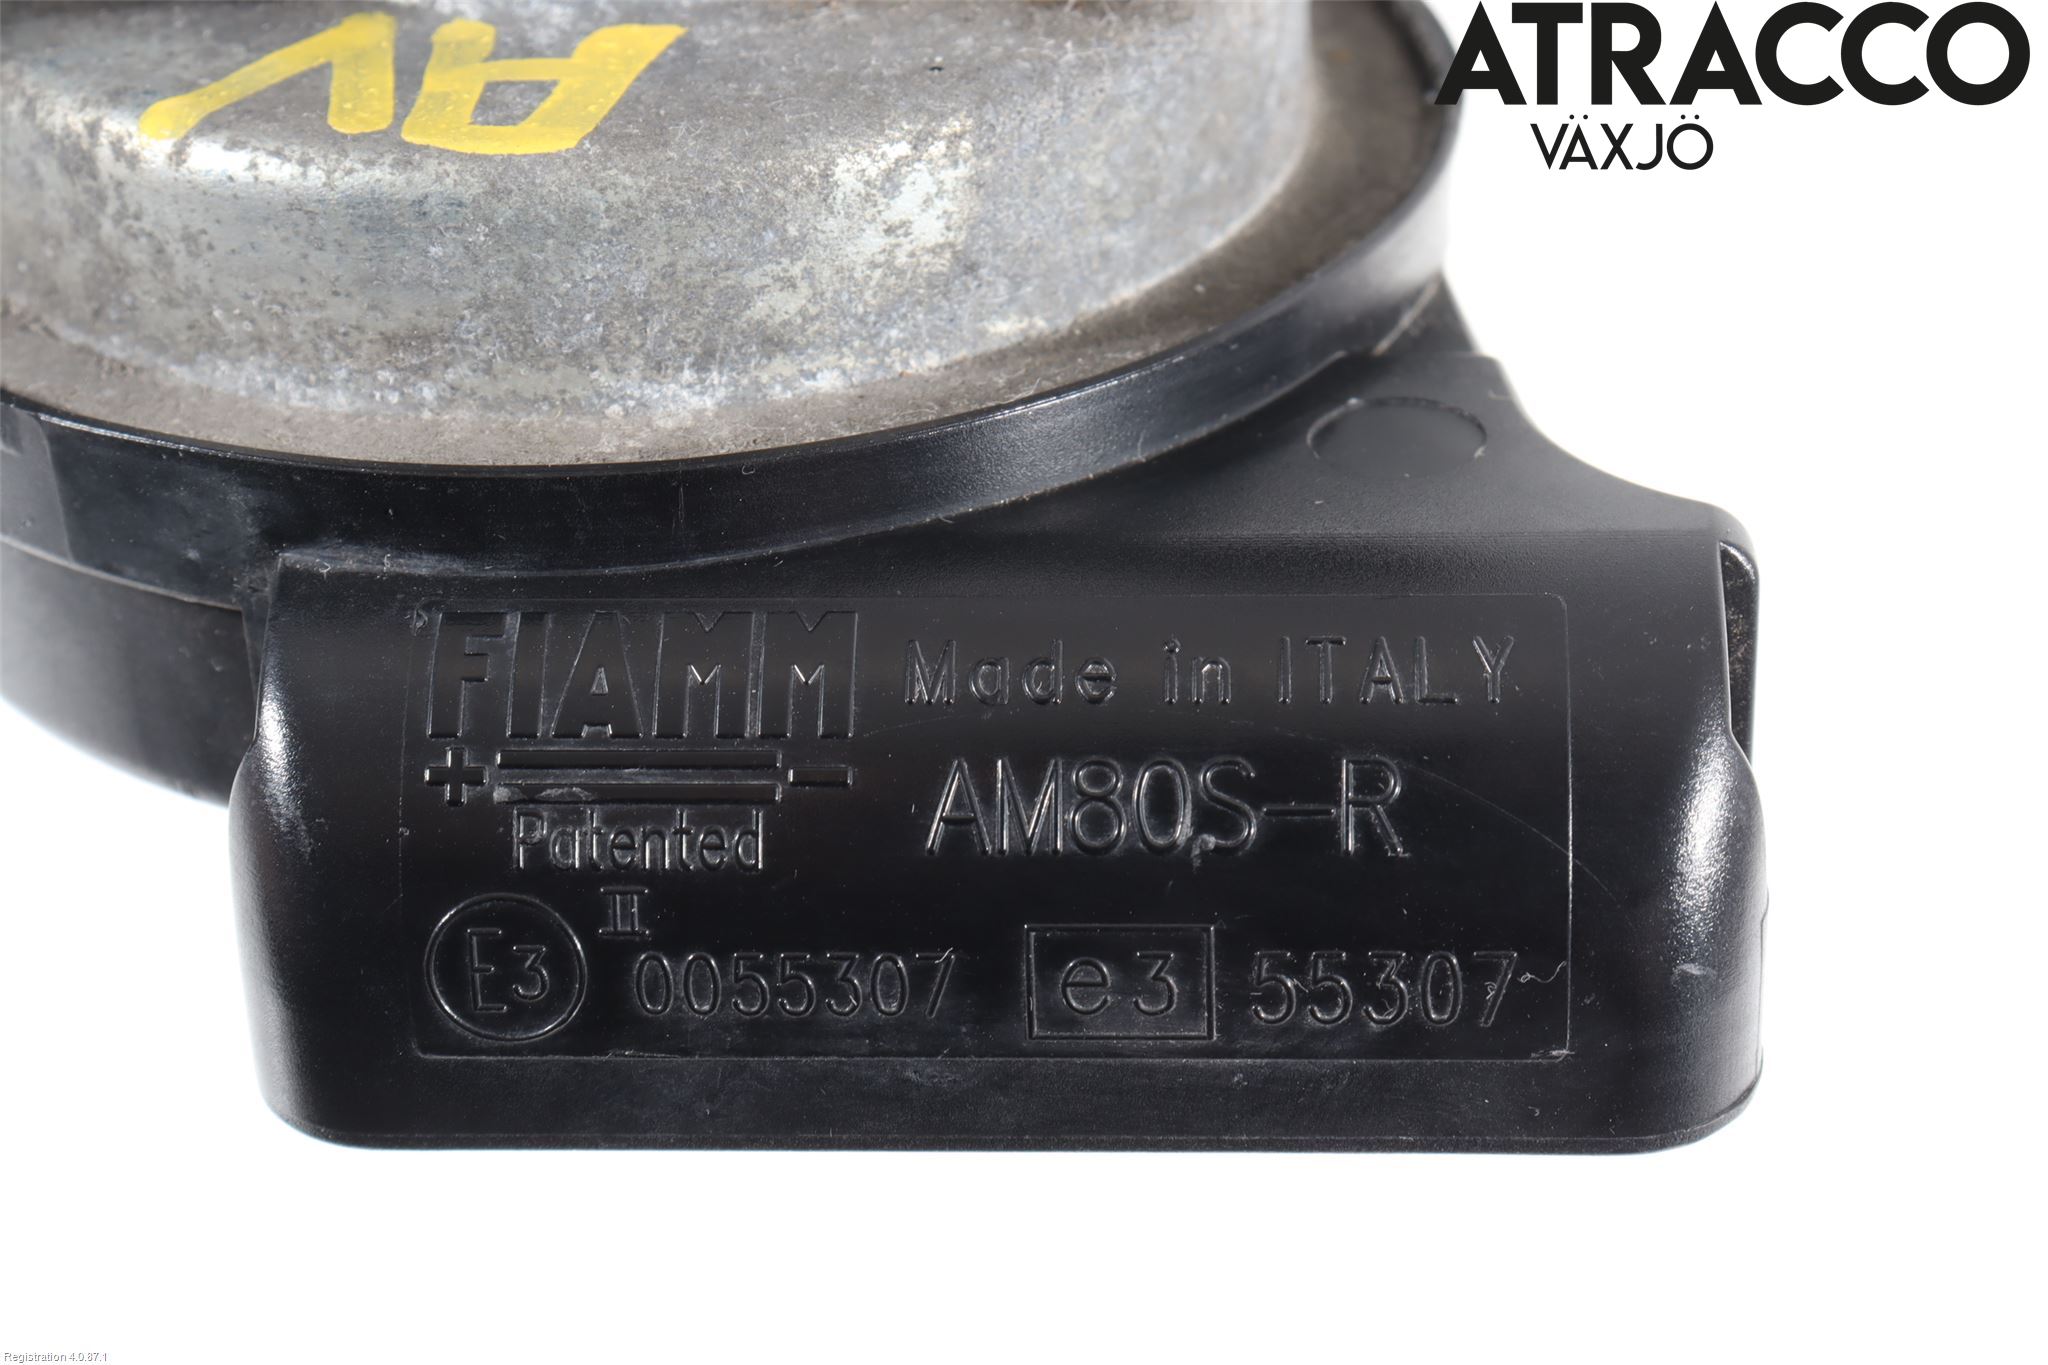 ATRACCO
VÄXJÖ
AV
FIAMM Made in ITALY
+ -
Patented AM80S-R
II
E3 0055307 e3 55307
Registration 4.0.87.1